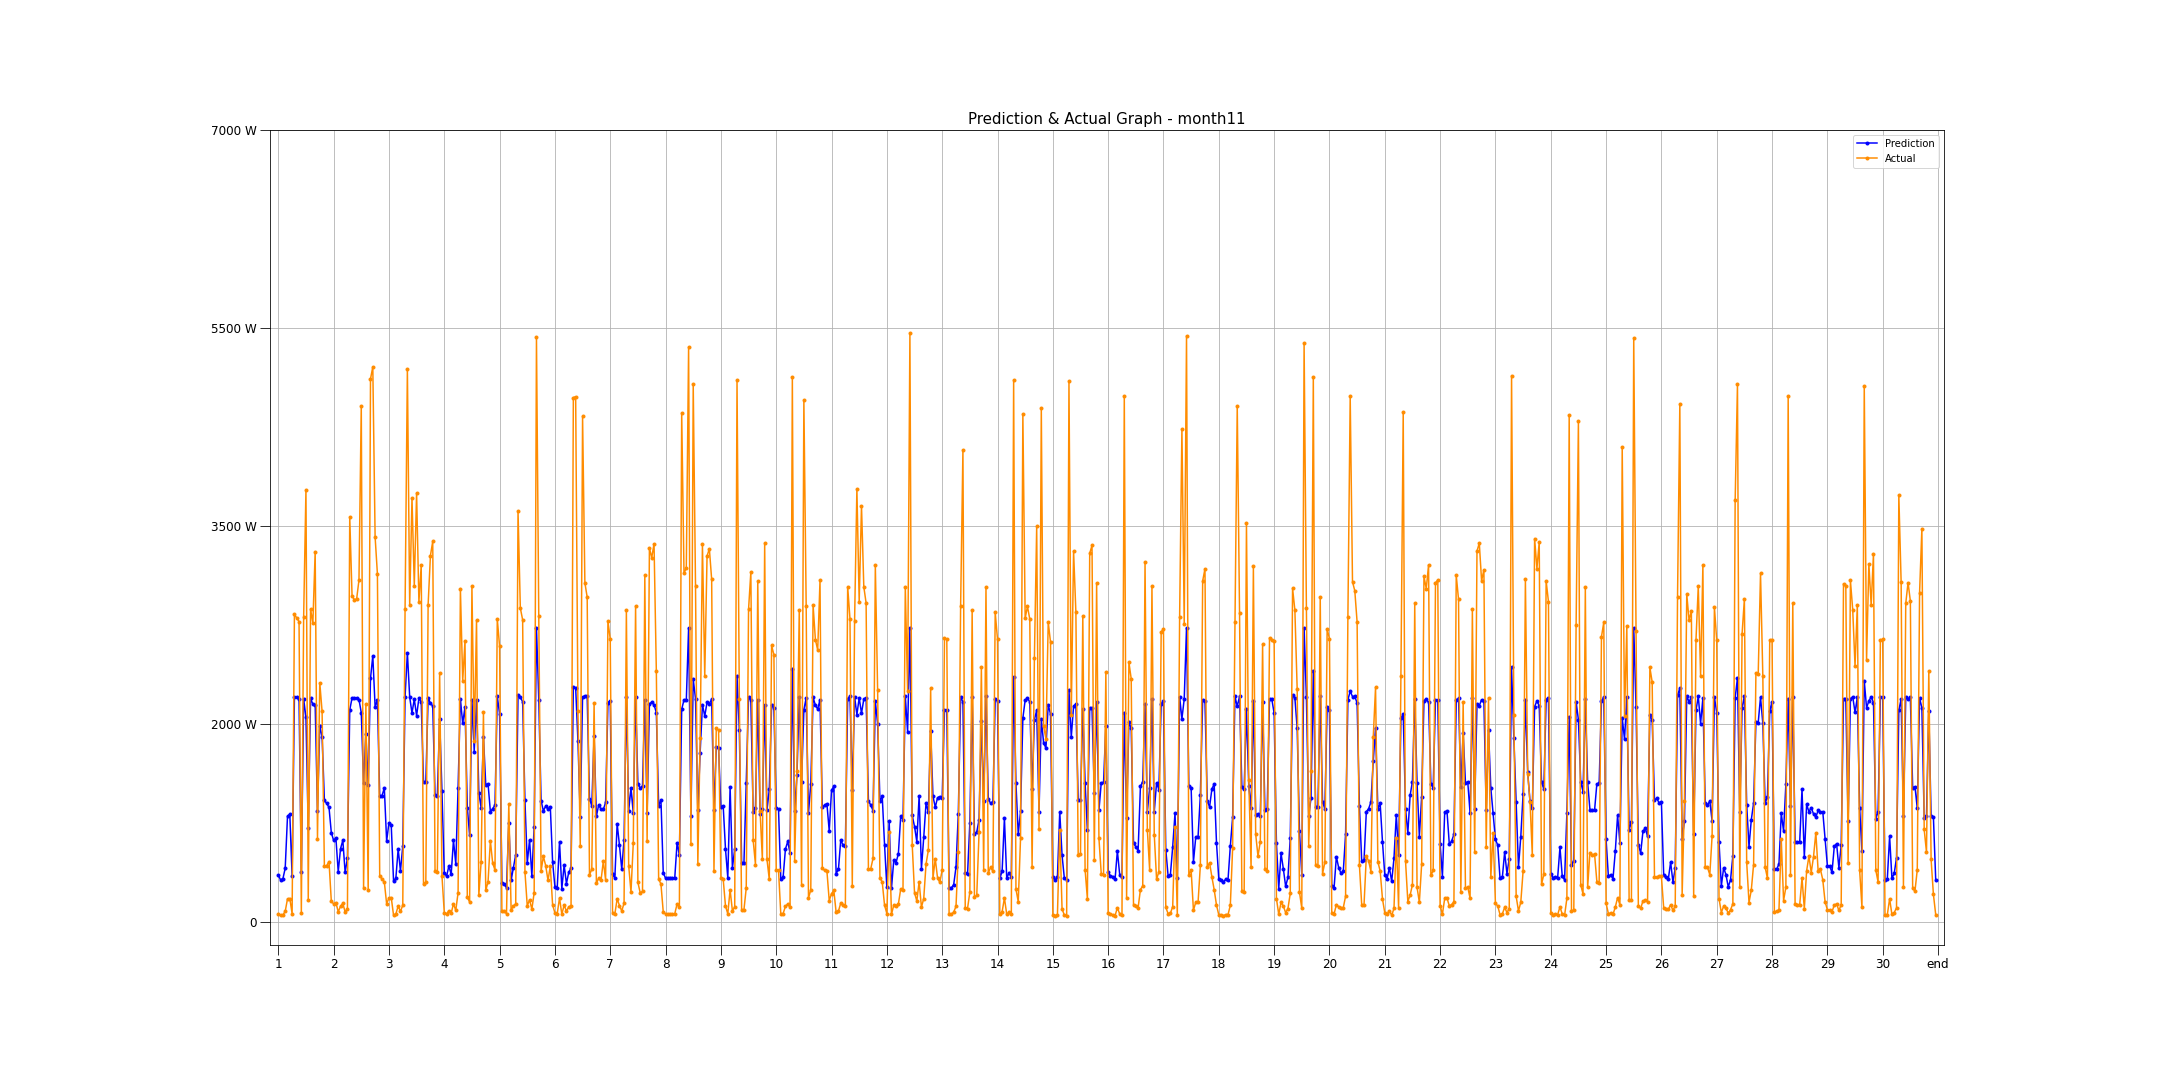 Prediction & Actual Graph - month11
7000 W
Prediction
Actual
5500 W
3500 W
2000 W
0
1 2 3 4 5 6 7 8 9 10 11 12 13 14 15 16 17 18 19 20 21 22 23 24 25 26 27 28 29 30 end